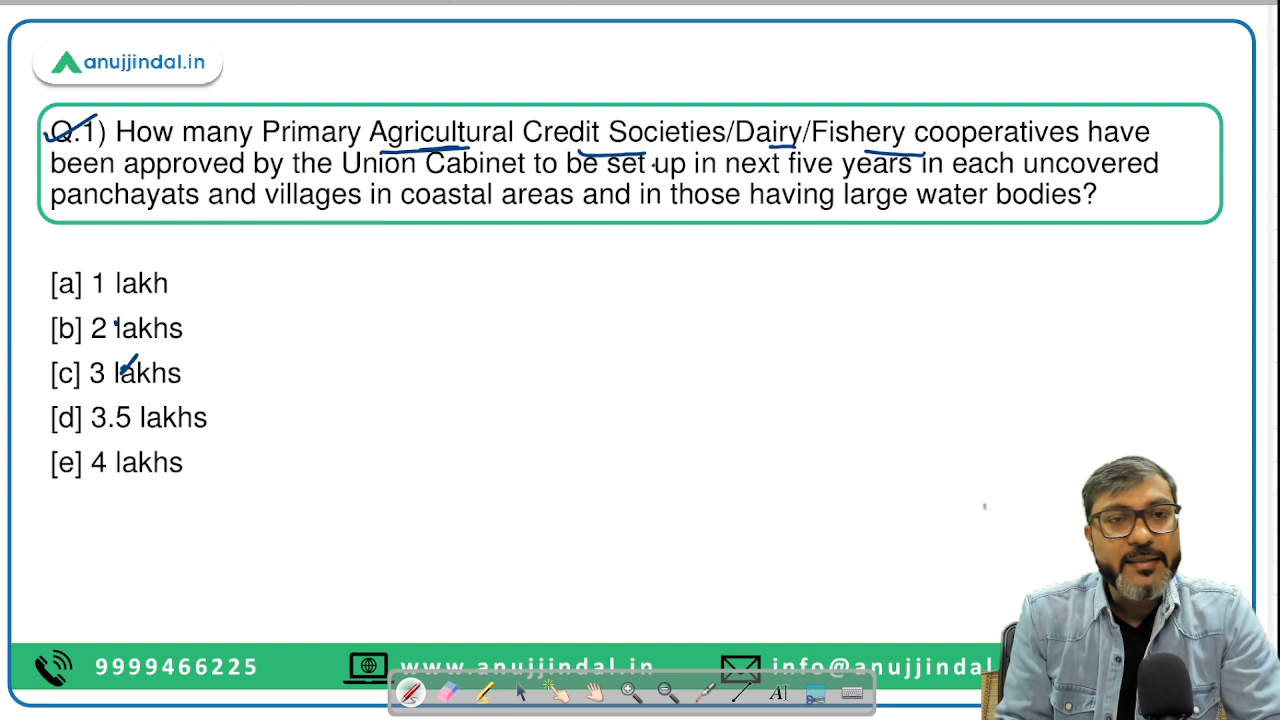 anujjindal.in
Q.1) How many Primary Agricultural Credit Societies/Dairy/Fishery cooperatives have
been approved by the Union Cabinet to be set up in next five years in each uncovered
panchayats and villages in coastal areas and in those having large water bodies?
[a] 1 lakh
[b] 2 lakhs
[c] 3 lakhs
[d] 3.5 lakhs
[e] 4 lakhs
9999466225
www.anujjindal.in
info@anujjindal
A